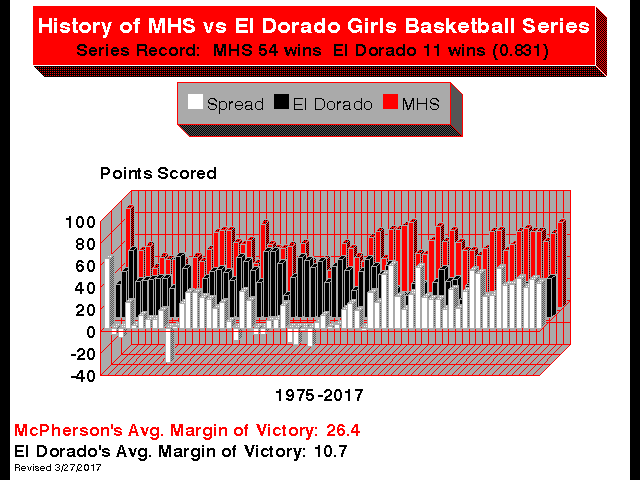 History of MHS vs El Dorado Girls Basketball Series
Series Record: MHS 54 wins El Dorado 11 wins (0.831)
Spread El Dorado MHS
Points Scored
100
80
60
40
20
0
-20
-40
1975-2017
McPherson's Avg. Margin of Victory: 26.4
El Dorado's Avg. Margin of Victory: 10.7
Revised 3/27/2017